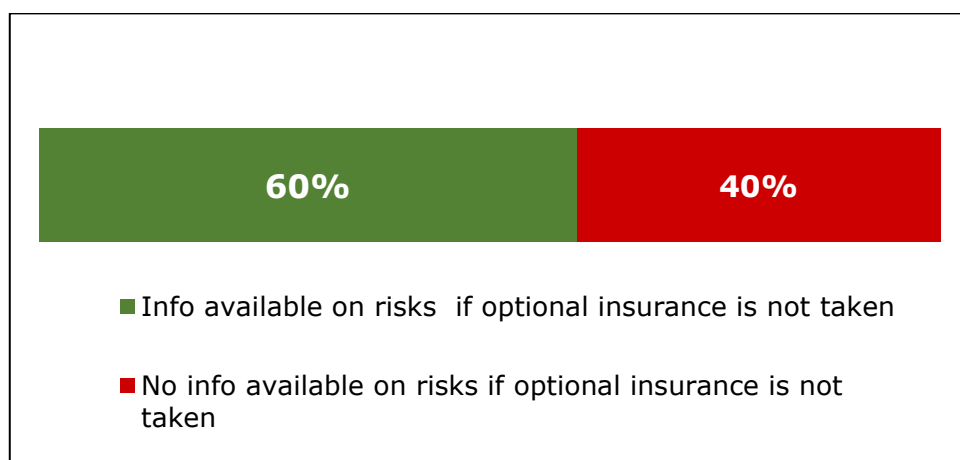 60%
40%
Info available on risks  if optional insurance is not taken
No info available on risks if optional insurance is not
taken